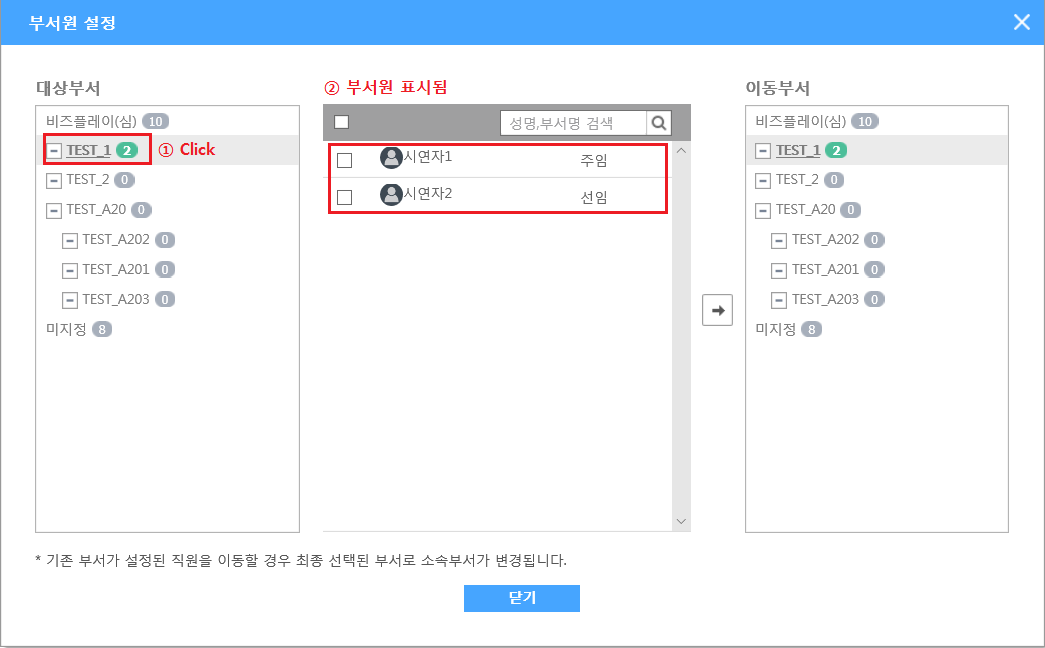 부서원 설정
대상부서
② 부서원 표시됨
이동부서
비즈플레이(심) 10
TEST_1 2
① Click
TEST_2 0
TEST_A20 0
TEST_A202 0
TEST_A201 0
TEST_A203 0
미지정 8
성명,부서명 검색
시연자1 주임
시연자2 선임
비즈플레이(심) 10
TEST_1 2
TEST_2 0
TEST_A20 0
TEST_A202 0
TEST_A201 0
TEST_A203 0
미지정 8
* 기존 부서가 설정된 직원을 이동할 경우 최종 선택된 부서로 소속부서가 변경됩니다.
닫기